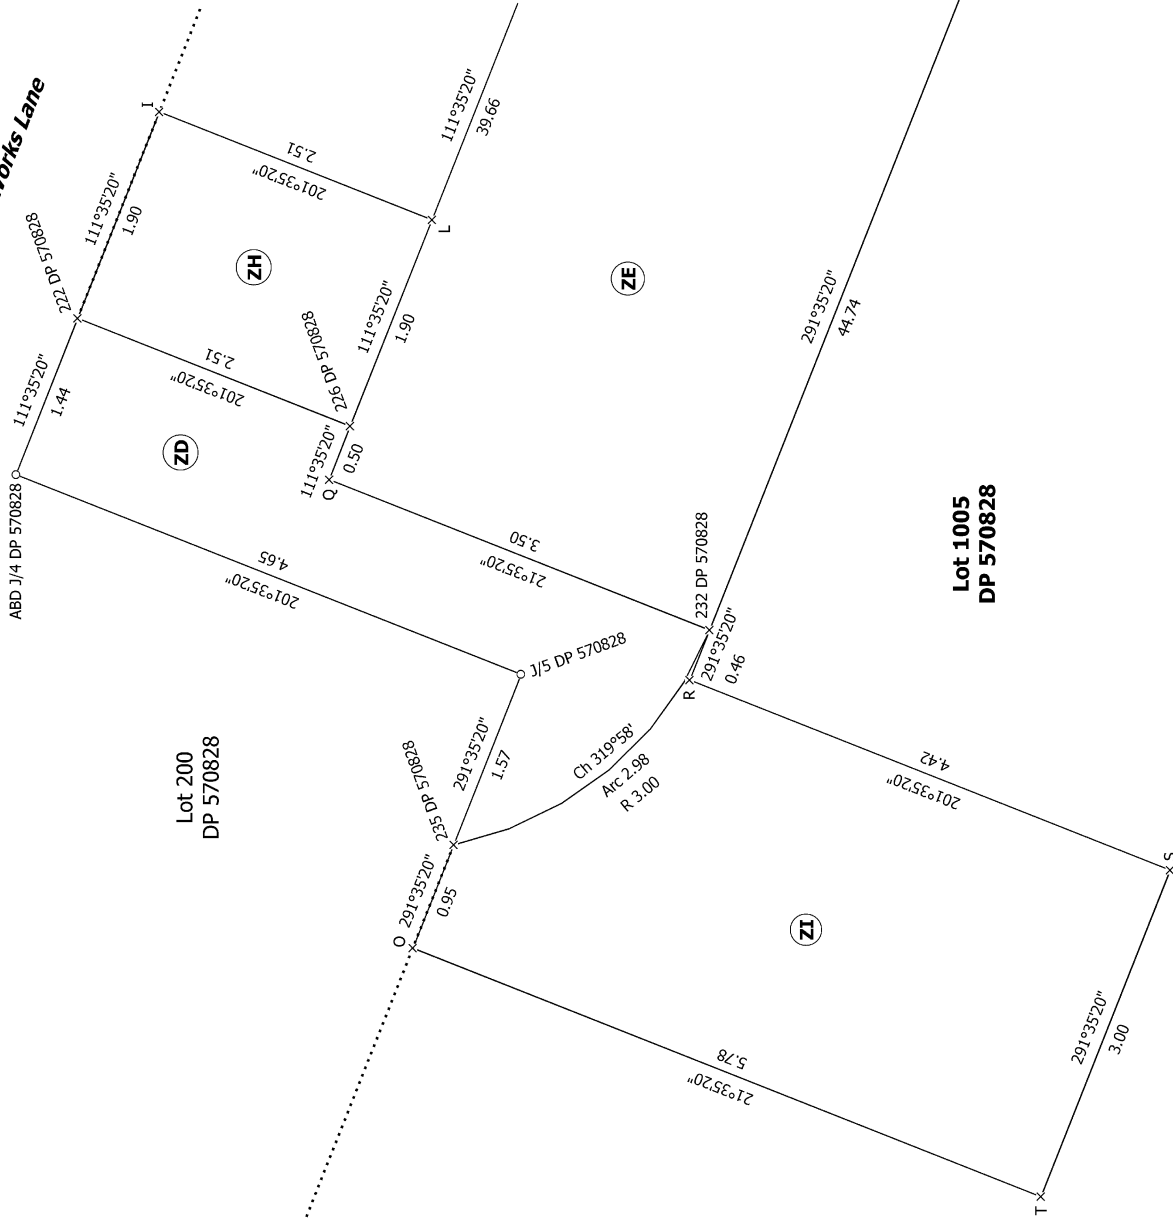 orks Lane
I
111°35'20"
1.90
222 DP 570828
111°35'20"
1.44
ABD J/4 DP 570828
2.51
201°35'20"
111°35'20"
39.66
ZH
L
2.51
201°35'20"
226 DP 570828
111°35'20"
1.90
ZD
111°35'20"
0.50
Q
ZE
4.65
201°35'20"
3.50
21°35'20"
291°35'20"
44.74
232 DP 570828
Lot 1005
DP 570828
J/5 DP 570828
R
291°35'20"
0.46
Lot 200
DP 570828
291°35'20"
1.57
235 DP 570828
Ch 319°58'
Arc 2.98
R 3.00
4.42
201°35'20"
291°35'20"
0.95
O
ZI
S
5.78
21°35'20"
291°35'20"
3.00
T